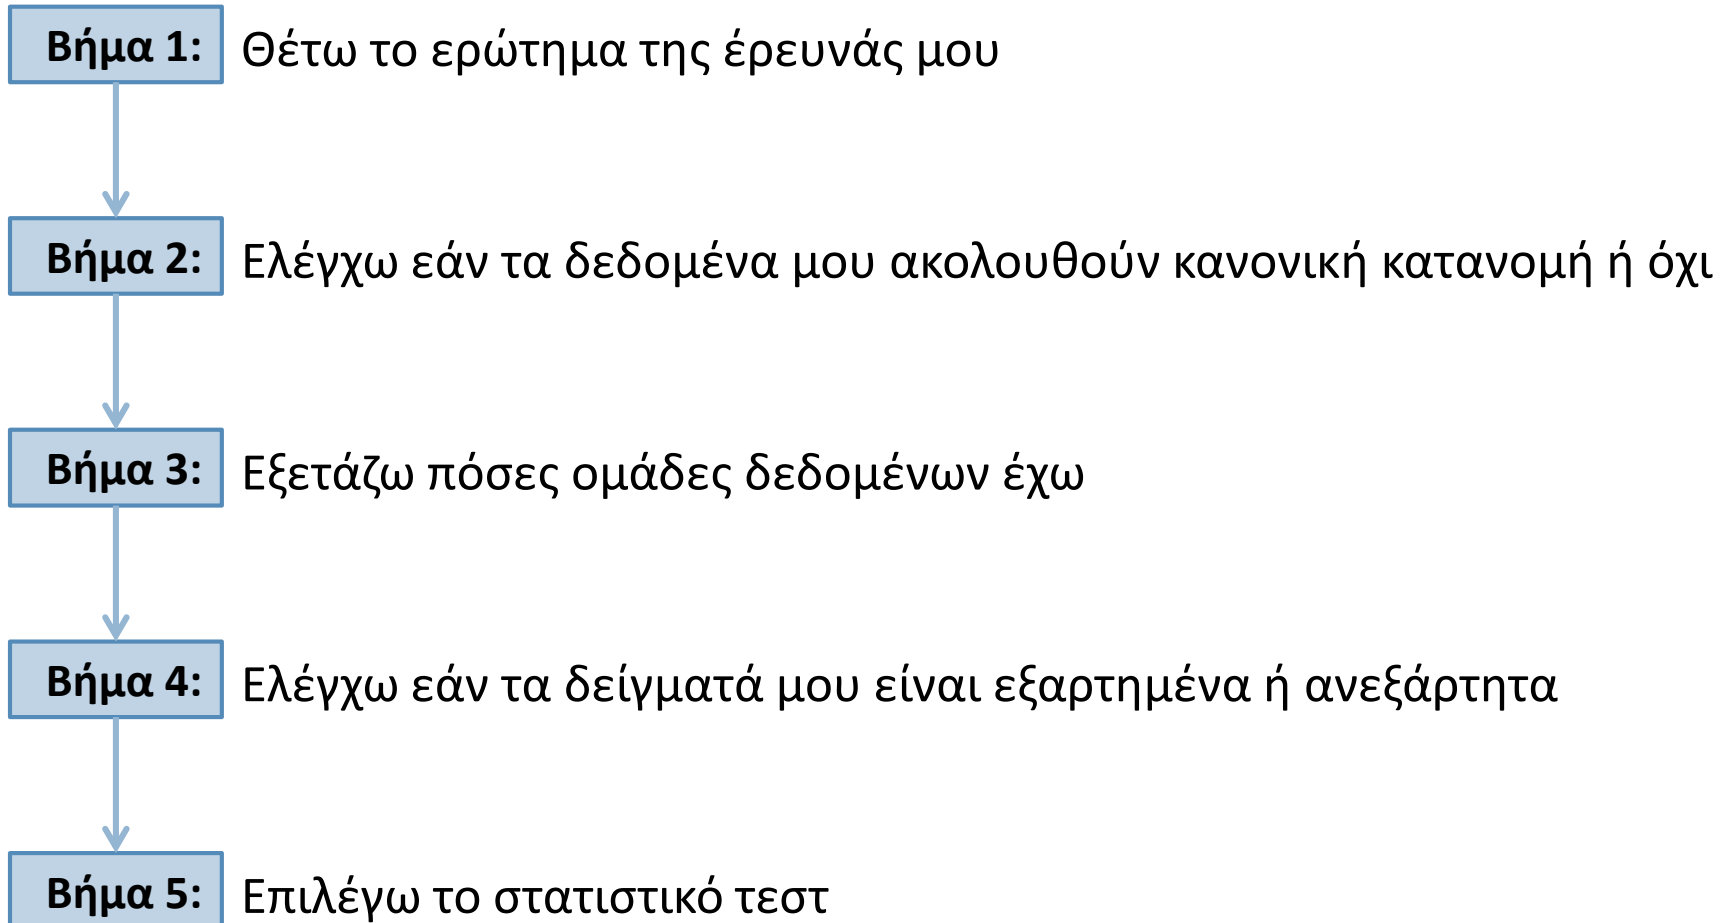 Βήμα 1: Θέτω το ερώτημα της έρευνάς μου
Βήμα 2: Ελέγχω εάν τα δεδομένα μου ακολουθούν κανονική κατανομή ή όχι
Βήμα 3: Εξετάζω πόσες ομάδες δεδομένων έχω
Βήμα 4: Ελέγχω εάν τα δείγματά μου είναι εξαρτημένα ή ανεξάρτητα
Βήμα 5: Επιλέγω το στατιστικό τεστ